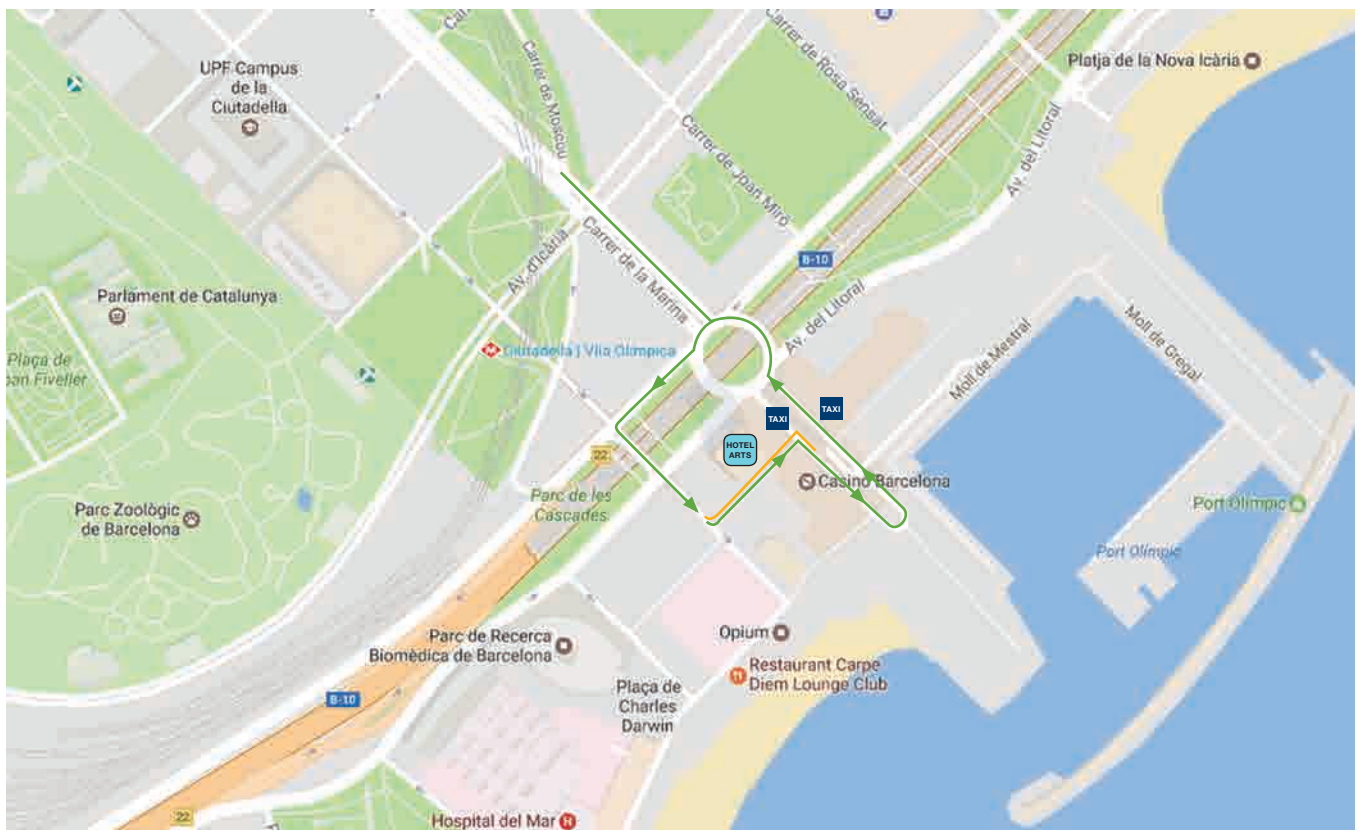 Carrer de Moscou
Carrer de Rosa Sensat
Platja de la Nova Icària
UPF Campus
de la
Ciutadella
Carrer de Joan Miró
Av. del Litoral
Av. d'Icària
Carrer de la Marina
B-10
Parlament de Catalunya
Av. del Litoral
Moll de Mestral
Moll de Gregal
Plaça de
Joan Fiveller
Ciutadella | Vila Olímpica
TAXI
TAXI
HOTEL
ARTS
22
Casino Barcelona
Parc de les
Cascades
Port Olímpic
Parc Zoològic
de Barcelona
Port Olímpic
Opium
Parc de Recerca
Biomèdica de Barcelona
Restaurant Carpe
Diem Lounge Club
Plaça de
Charles
Darwin
B-10
22
Hospital del Mar
H